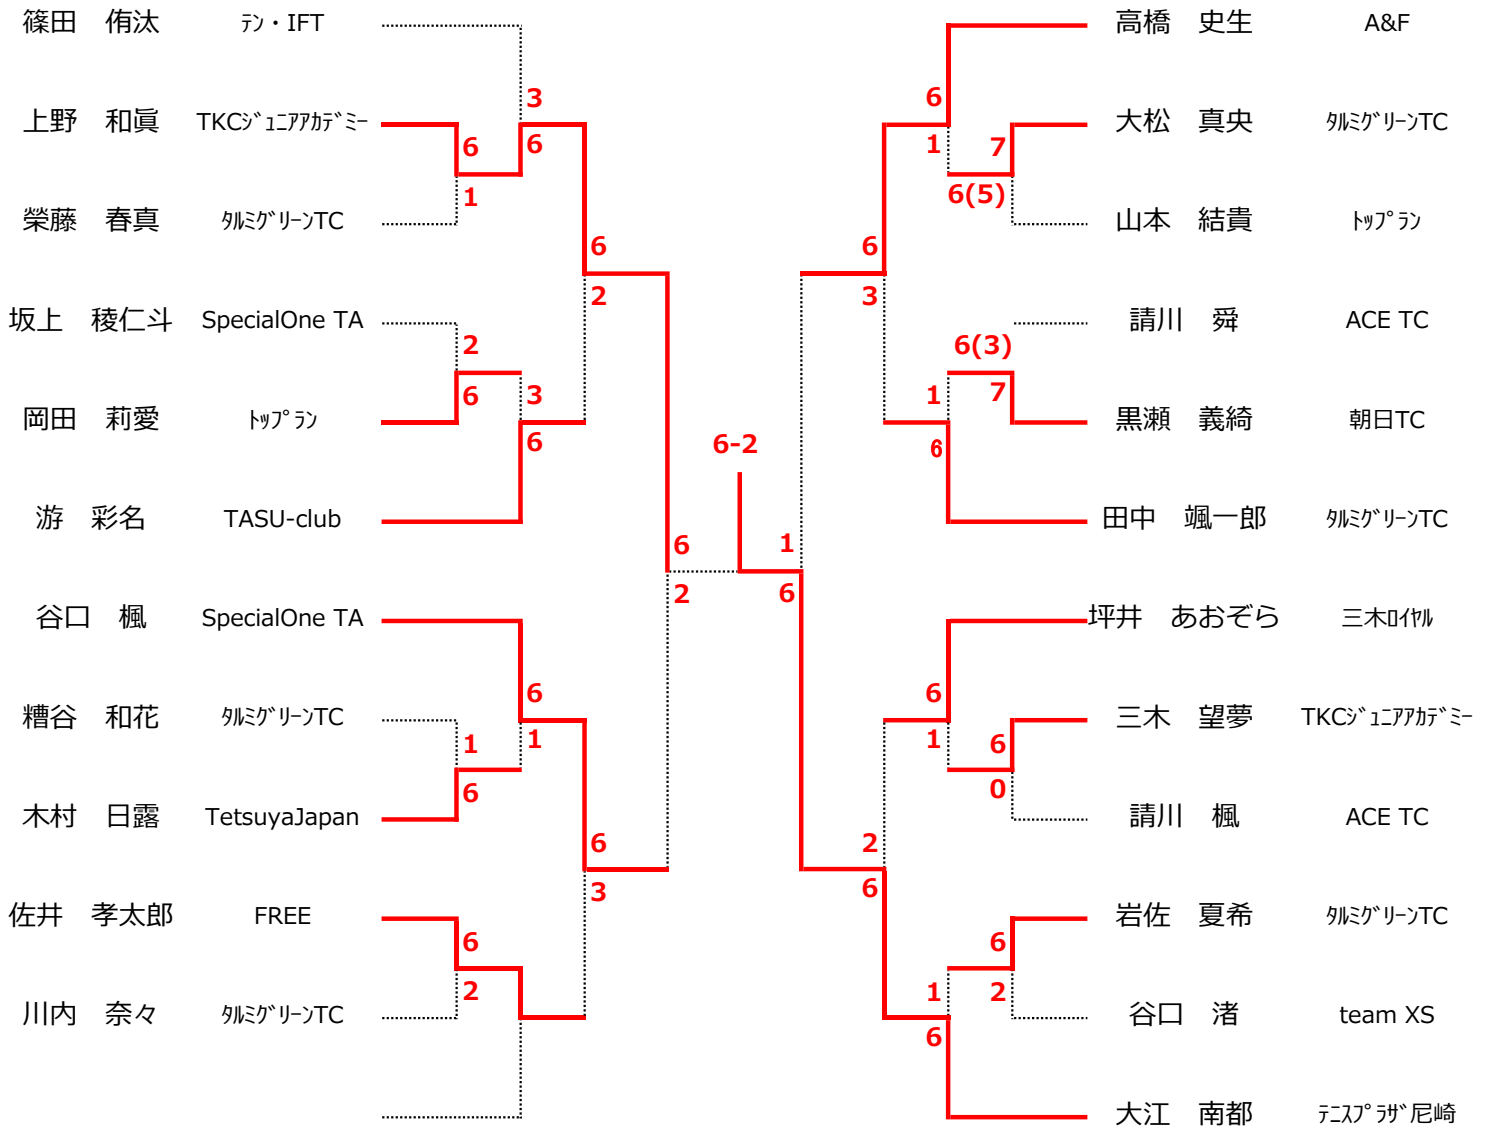 篠田　侑汰 ﾃﾝ・IFT
3
上野　和眞 TKCｼﾞｭﾆｱｱｶﾃﾞﾐｰ
6
6
1
榮藤　春真 ﾀﾙﾐｸﾞﾘｰﾝTC
6
2
坂上　稜仁斗 SpecialOne TA
2
6
3
岡田　莉愛 ﾄｯﾌﾟﾗﾝ
6
游　彩名 TASU-club
6
2
谷口　楓 SpecialOne TA
6
1
糟谷　和花 ﾀﾙﾐｸﾞﾘｰﾝTC
1
6
木村　日露 TetsuyaJapan
6
3
佐井　孝太郎 FREE
6
2
川内　奈々 ﾀﾙﾐｸﾞﾘｰﾝTC
6-2
高橋　史生 A&F
6
1
大松　真央 ﾀﾙﾐｸﾞﾘｰﾝTC
7
6(5)
山本　結貴 ﾄｯﾌﾟﾗﾝ
6
3
請川　舜 ACE TC
6(3)
7
1
黒瀬　義綺 朝日TC
6
田中　颯一郎 ﾀﾙﾐｸﾞﾘｰﾝTC
1
6
坪井　あおぞら 三木ﾛｲﾔﾙ
6
1
三木　望夢 TKCｼﾞｭﾆｱｱｶﾃﾞﾐｰ
6
0
請川　楓 ACE TC
2
6
岩佐　夏希 ﾀﾙﾐｸﾞﾘｰﾝTC
6
2
1
谷口　渚 team XS
6
大江　南都 ﾃﾆｽﾌﾟﾗｻﾞ尼崎